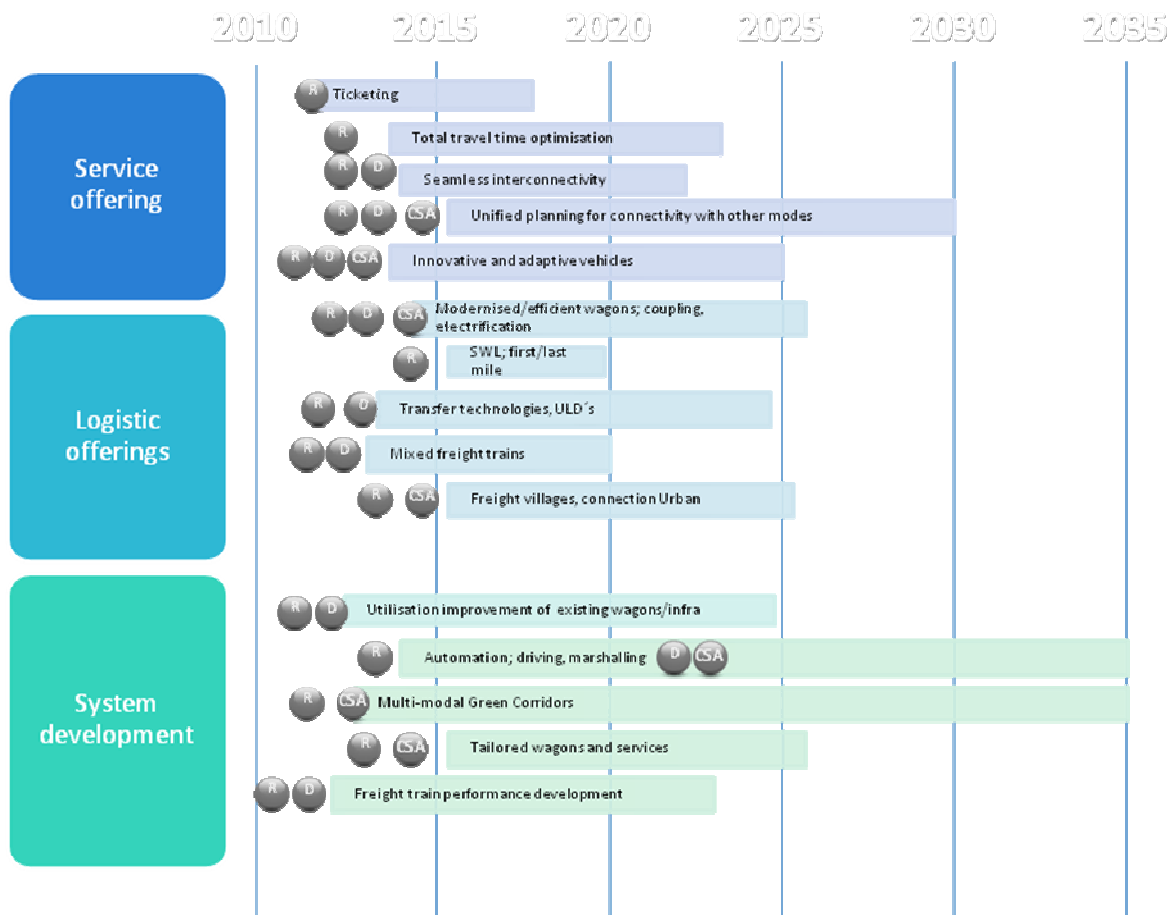 2010 2015 2020 2025 2030 2035
Service
offering
R Ticketing
R Total travel time optimisation
R D Seamless interconnectivity
R D CSA Unified planning for connectivity with other modes
R D CSA Innovative and adaptive vehicles
Logistic
offerings
R D CSA Modernised/efficient wagons; coupling,
electrification
R SWL; first/last
mile
R D Transfer technologies, ULD´s
R D Mixed freight trains
R CSA Freight villages, connection Urban
System
development
R D Utilisation improvement of existing wagons/infra
R Automation; driving, marshalling D CSA
R CSA Multi-modal Green Corridors
R CSA Tailored wagons and services
R D Freight train performance development